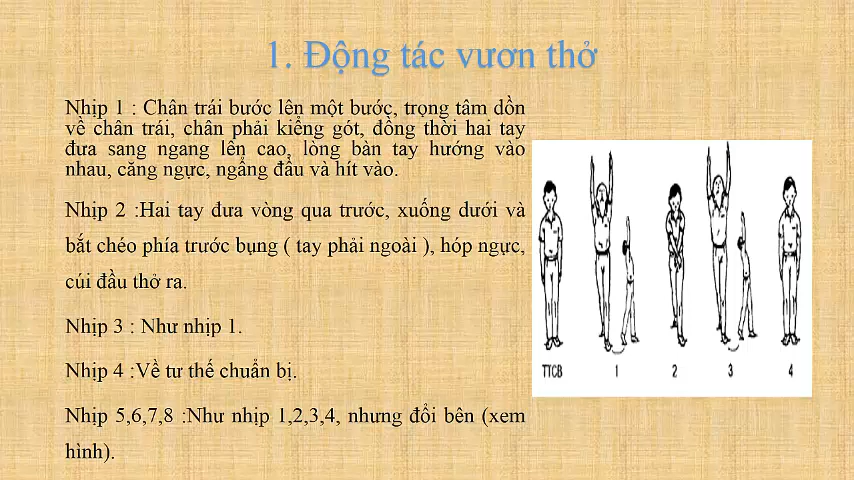 1. Động tác vươn thở
Nhịp 1 : Chân trái bước lên một bước, trọng tâm dồn
về chân trái, chân phải kiễng gót, đồng thời hai tay
đưa sang ngang lên cao, lòng bàn tay hướng vào
nhau, căng ngực, ngẩng đầu và hít vào.
Nhịp 2 :Hai tay đưa vòng qua trước, xuống dưới và
bắt chéo phía trước bụng ( tay phải ngoài ), hóp ngực,
cúi đầu thở ra.
Nhịp 3 : Như nhịp 1.
Nhịp 4 :Về tư thế chuẩn bị.
Nhịp 5,6,7,8 :Như nhịp 1,2,3,4, nhưng đổi bên (xem
hình).
TTCB 1 2 3 4